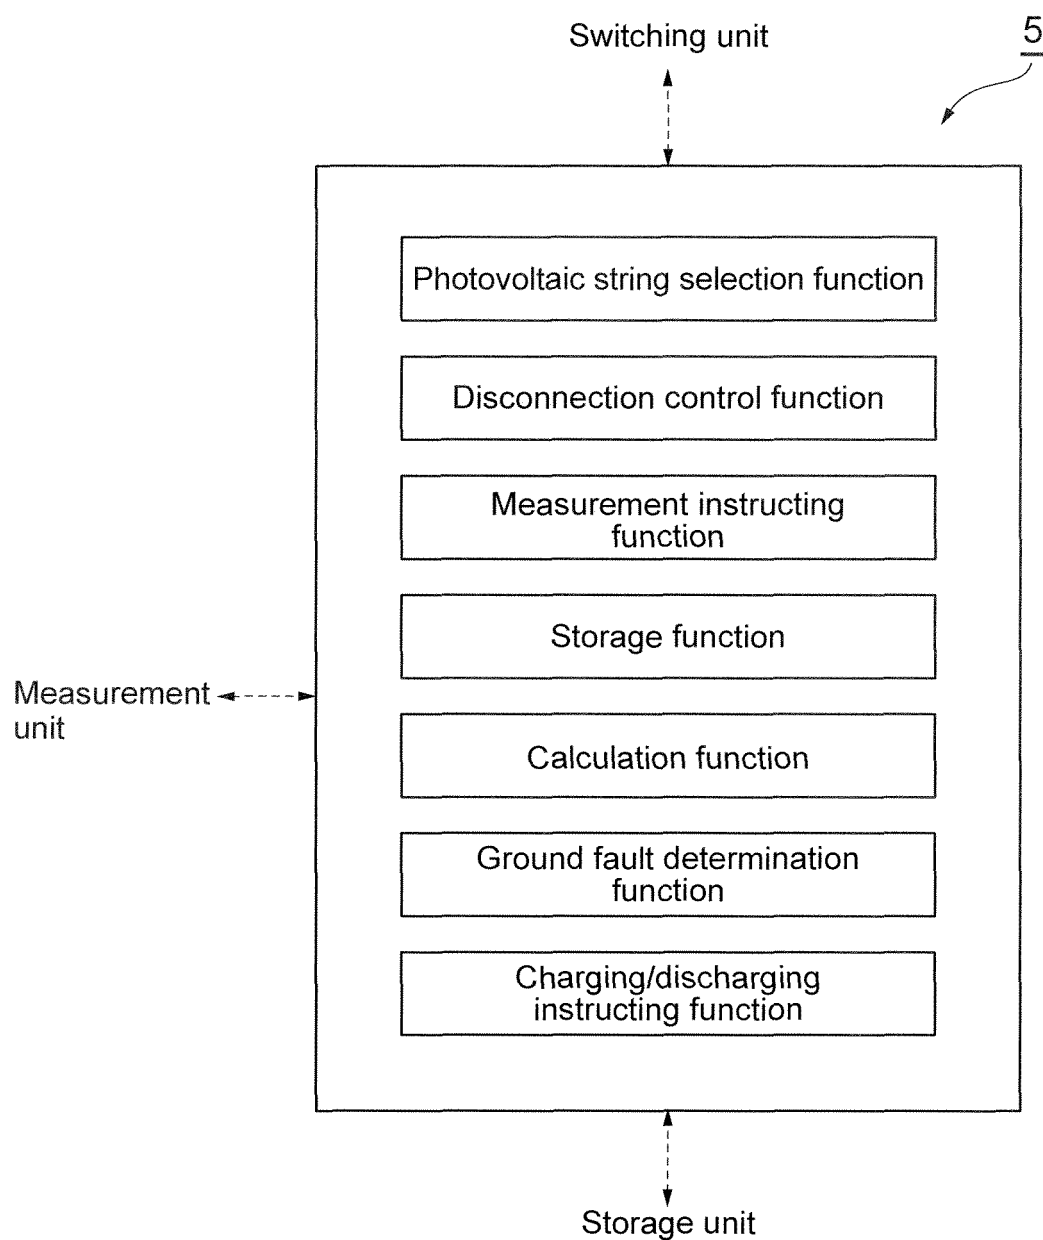 Switching unit
5
Photovoltaic string selection function
Disconnection control function
Measurement instructing
function
Storage function
Measurement
unit
Calculation function
Ground fault determination
function
Charging/discharging
instructing function
Storage unit